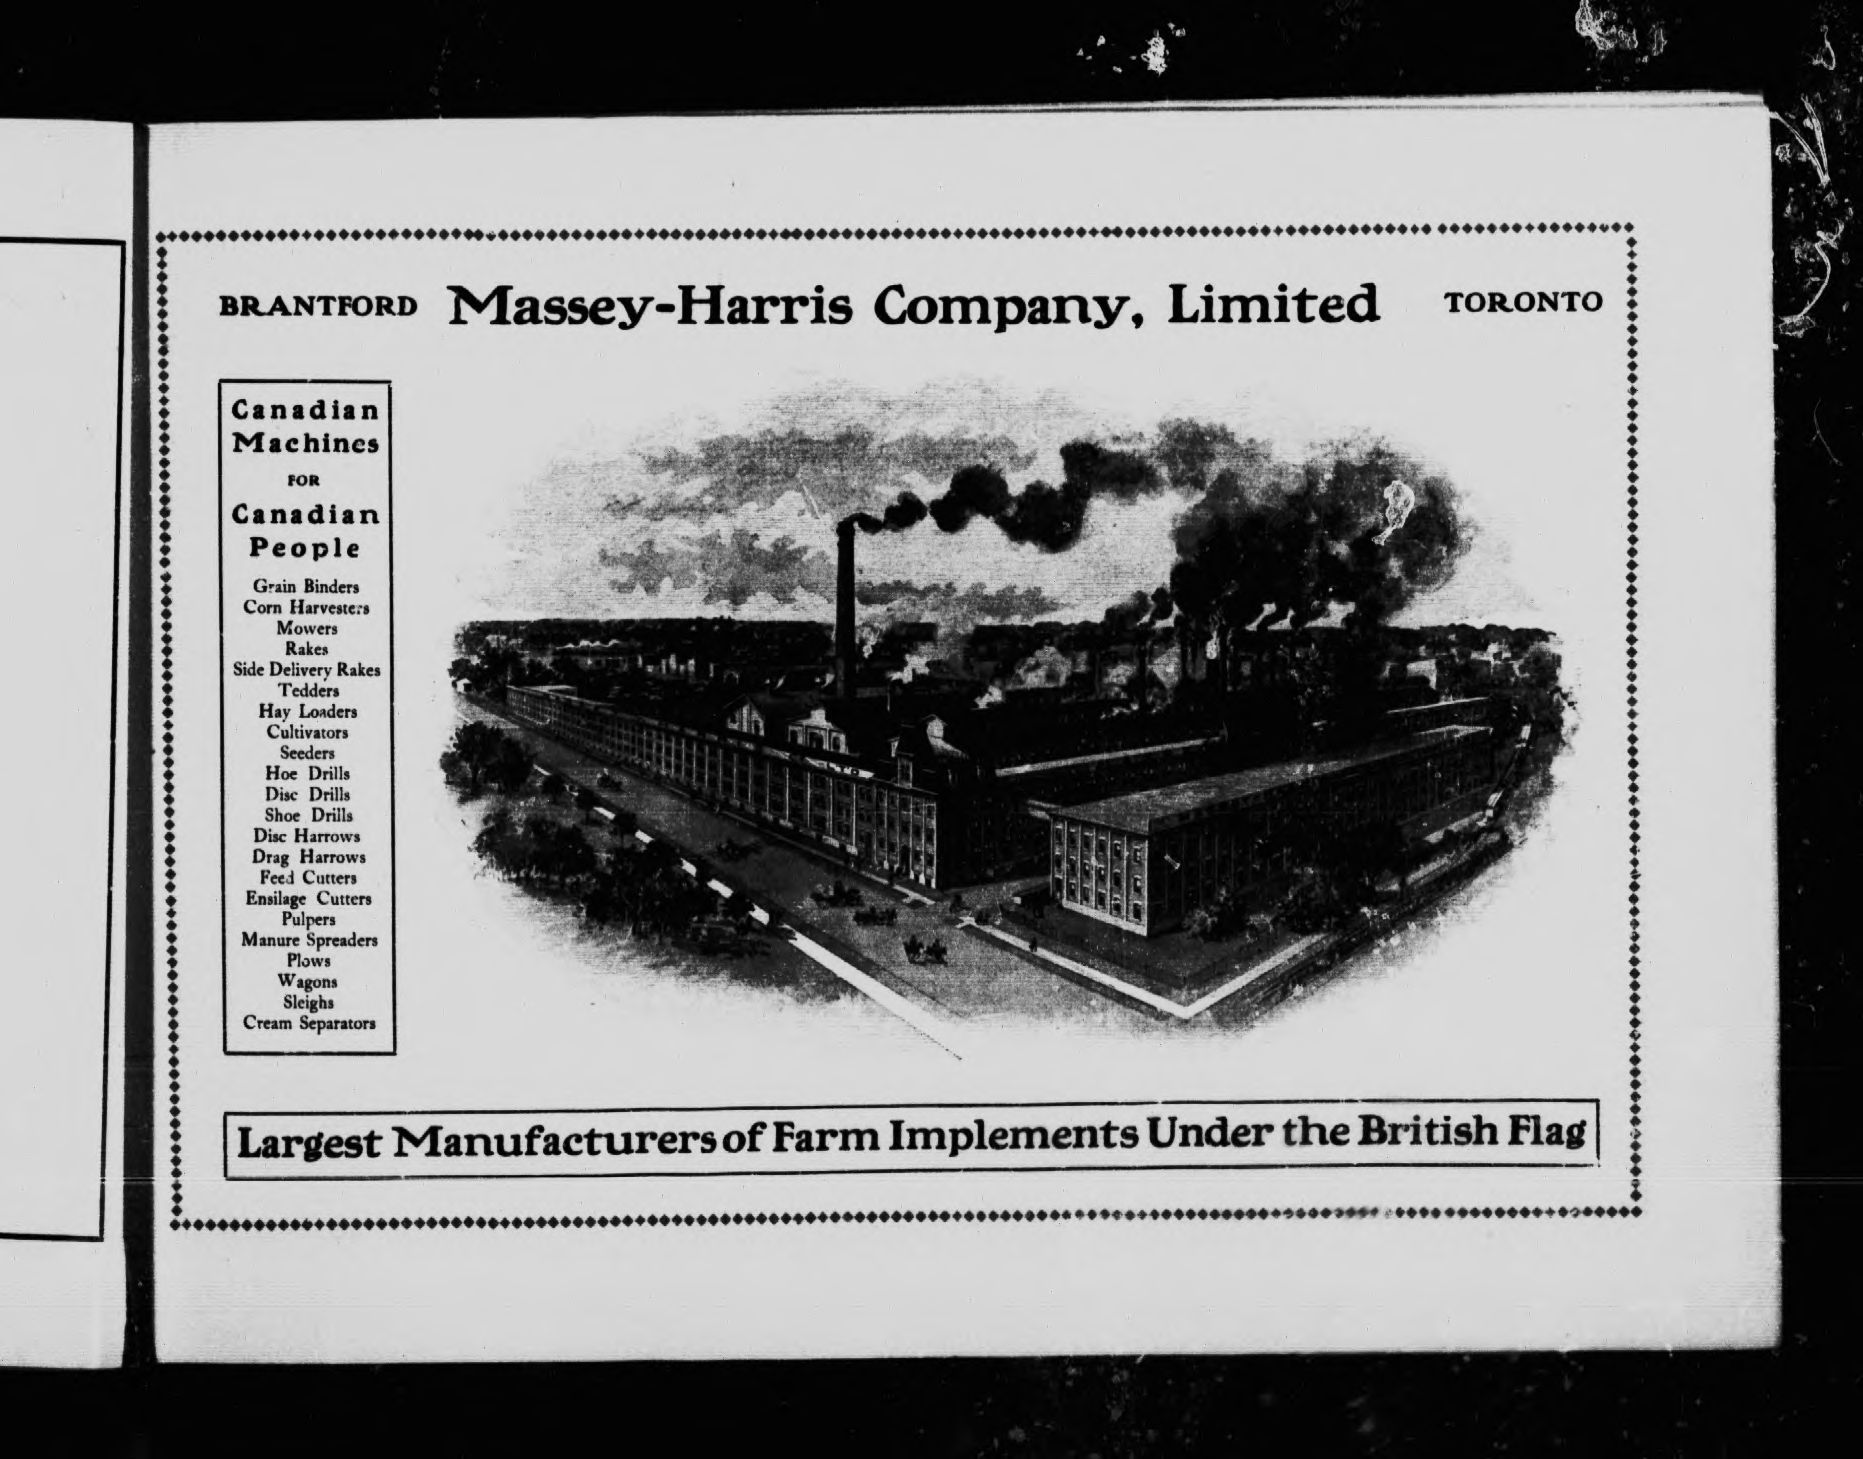 BRANTFORD Massey-Harris Company, Limited TORONTO
Canadian
Machines
FOR
Canadian
People
Grain Binders
Corn Harvesters
Mowers
Rakes
Side Delivery Rakes
Tedders
Hay Loaders
Cultivators
Seeders
Hoe Drills
Disc Drills
Shoe Drills
Disc Harrows
Drag Harrows
Feed Cutters
Ensilage Cutters
Pulpers
Manure Spreaders
Plows
Wagons
Sleighs
Cream Separators
LTD
Largest Manufacturers of Farm Implements Under the British Flag